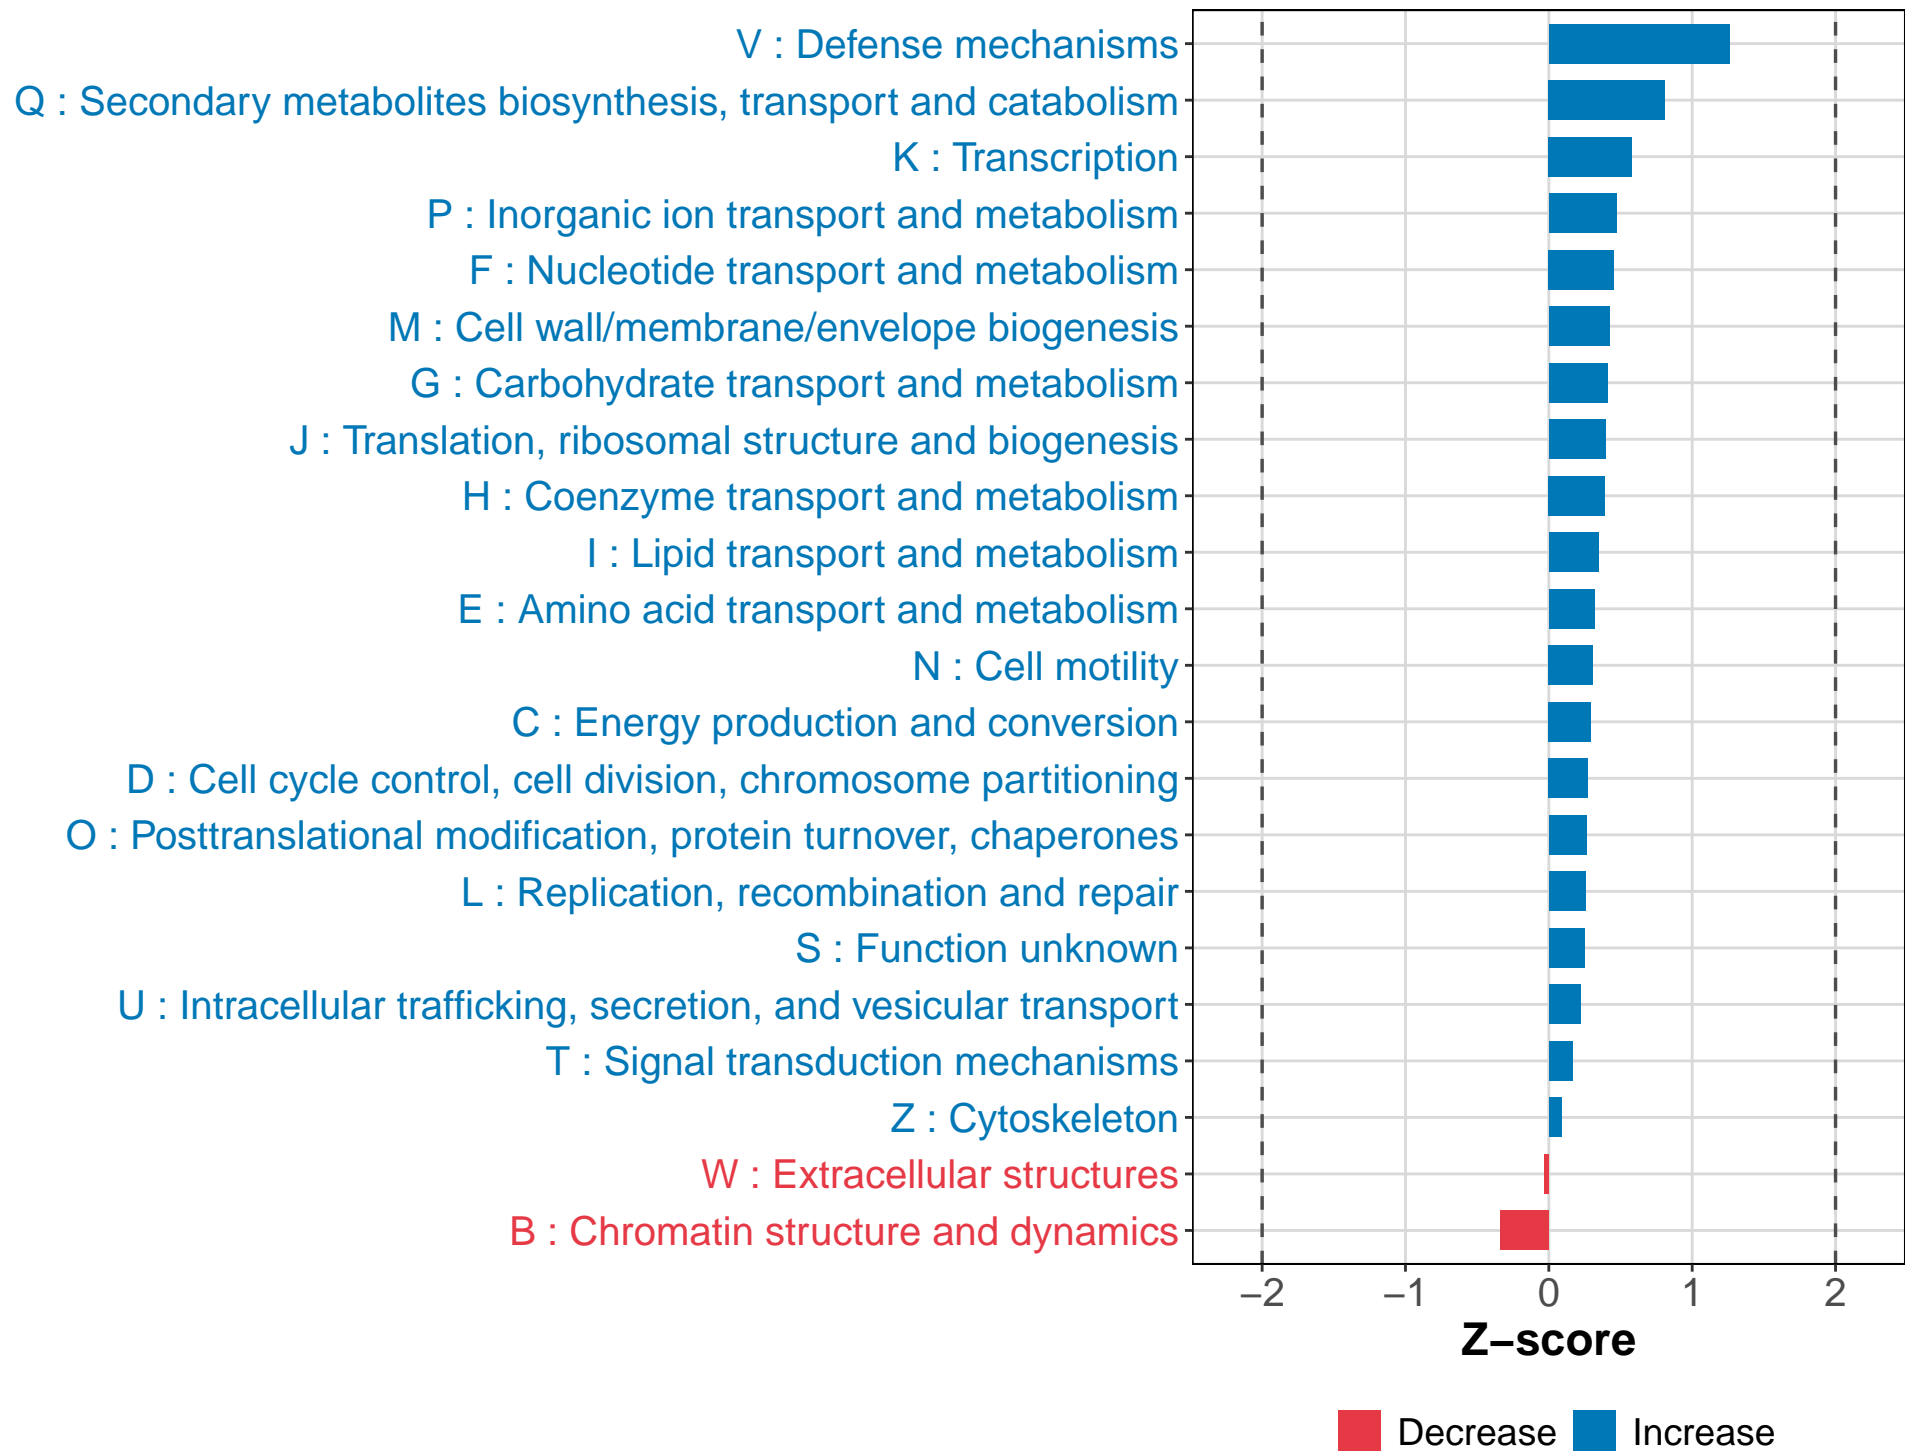 V : Defense mechanisms
Q : Secondary metabolites biosynthesis, transport and catabolism
K : Transcription
P : Inorganic ion transport and metabolism
F : Nucleotide transport and metabolism
M : Cell wall/membrane/envelope biogenesis
G : Carbohydrate transport and metabolism
J : Translation, ribosomal structure and biogenesis
H : Coenzyme transport and metabolism
I : Lipid transport and metabolism
E : Amino acid transport and metabolism
N : Cell motility
C : Energy production and conversion
D : Cell cycle control, cell division, chromosome partitioning
O : Posttranslational modification, protein turnover, chaperones
L : Replication, recombination and repair
S : Function unknown
U : Intracellular trafficking, secretion, and vesicular transport
T : Signal transduction mechanisms
Z : Cytoskeleton
W : Extracellular structures
B : Chromatin structure and dynamics
−2 −1 0 1 2
Z−score
Decrease Increase